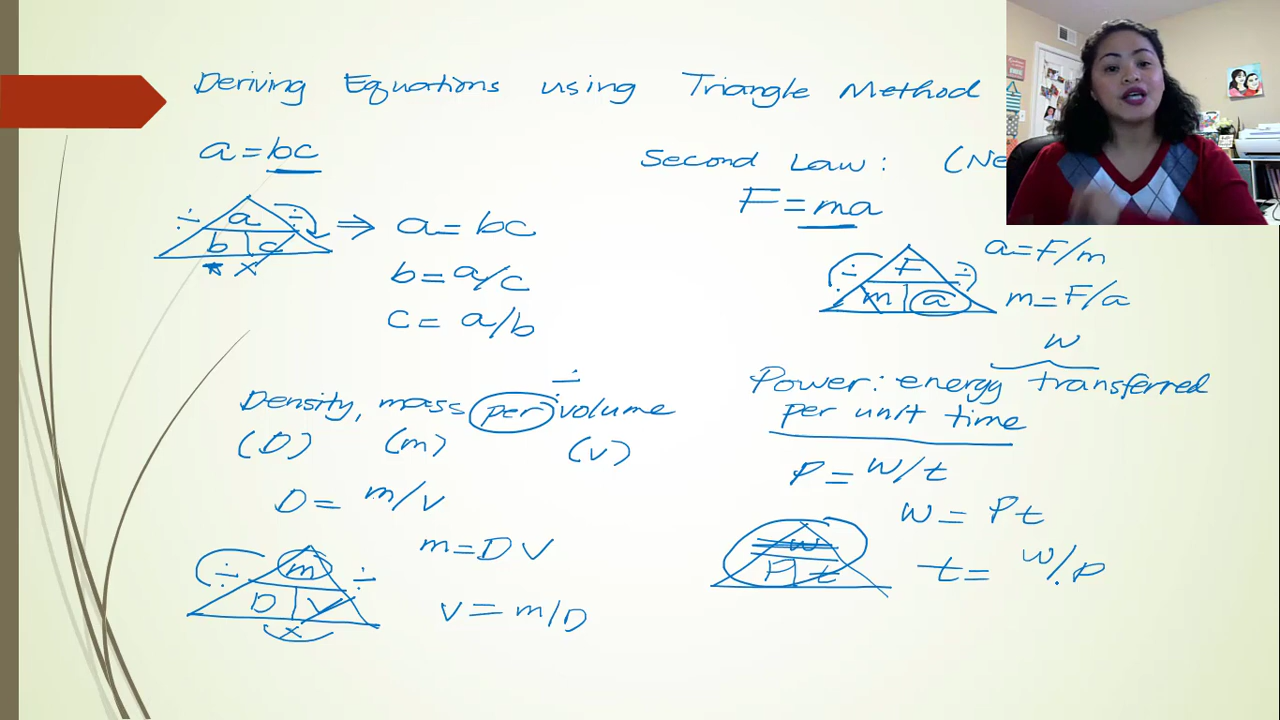 Deriving Equations using Triangle Method
a = bc
÷ a ÷
b c
* x
⇒ a = bc
b = a/c
c = a/b
Second Law: (Ne
F = ma
÷ F ÷
m a
a = F/m
m = F/a
÷
Density, mass per volume
(D) (m) (v)
D = m/v
m = DV
v = m/D
÷ m ÷
D V
x
W
Power: energy transferred
per unit time
P = W/t
W = Pt
t = W/P
W
P t